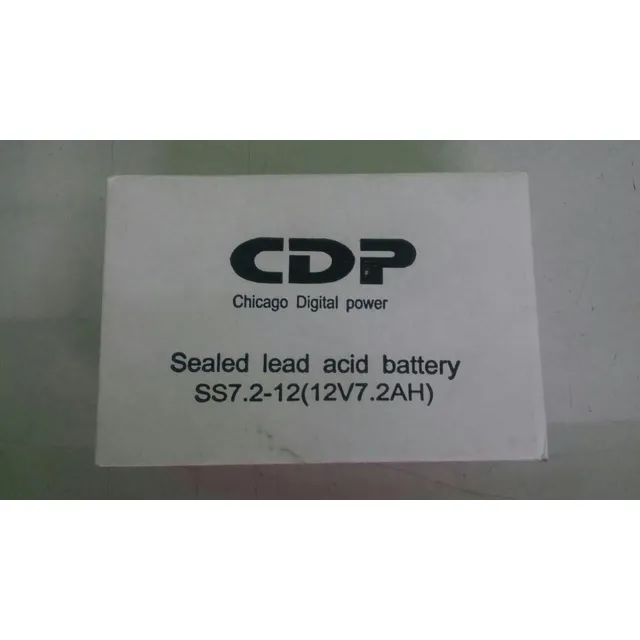 CDP
Chicago Digital power
Sealed lead acid battery
SS7.2-12(12V7.2AH)